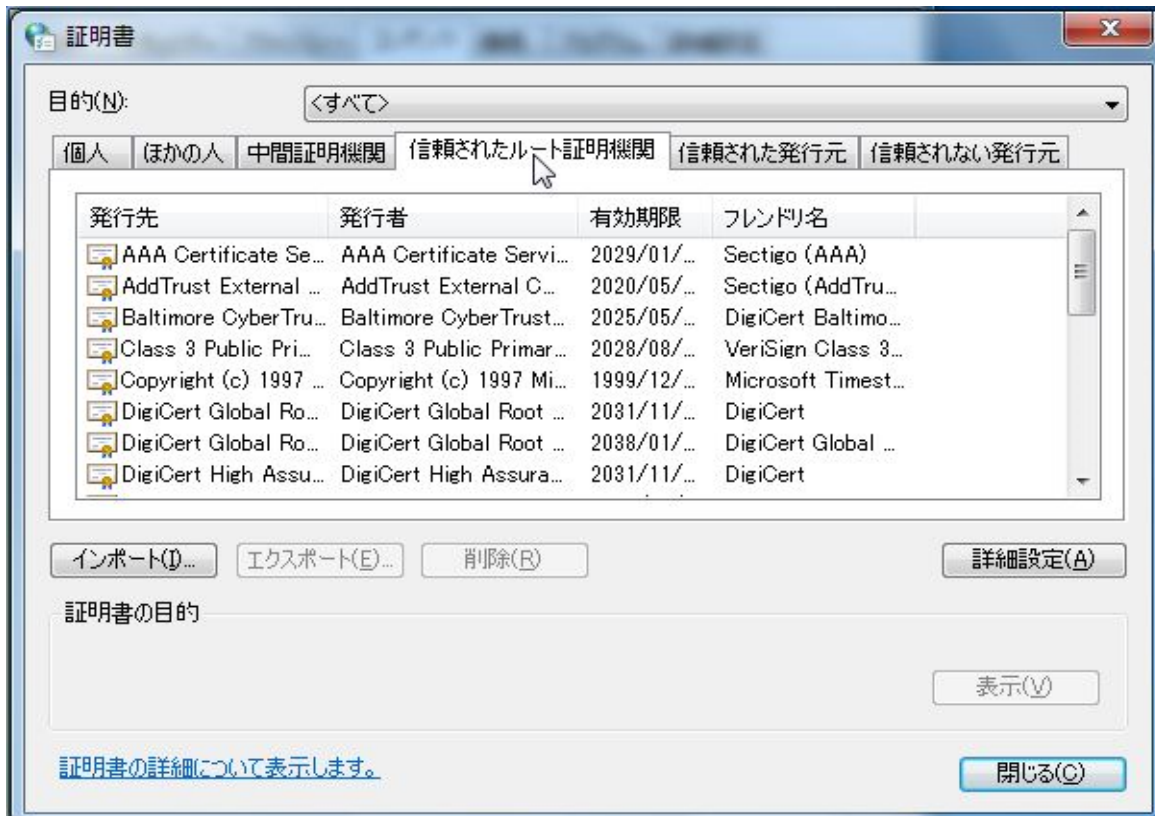 証明書
目的(N): <すべて>
個人 ほかの人 中間証明機関 信頼されたルート証明機関 信頼された発行元 信頼されない発行元
発行先 発行者 有効期限 フレンドリ名
AAA Certificate Se... AAA Certificate Servi... 2029/01/... Sectigo (AAA)
AddTrust External ... AddTrust External C... 2020/05/... Sectigo (AddTru...
Baltimore CyberTru... Baltimore CyberTrust... 2025/05/... DigiCert Baltimo...
Class 3 Public Pri... Class 3 Public Primar... 2028/08/... VeriSign Class 3...
Copyright (c) 1997 ... Copyright (c) 1997 Mi... 1999/12/... Microsoft Timest...
DigiCert Global Ro... DigiCert Global Root ... 2031/11/... DigiCert
DigiCert Global Ro... DigiCert Global Root ... 2038/01/... DigiCert Global ...
DigiCert High Assu... DigiCert High Assura... 2031/11/... DigiCert
インポート(I)... エクスポート(E)... 削除(R) 詳細設定(A)
証明書の目的
表示(V)
証明書の詳細について表示します。
閉じる(C)